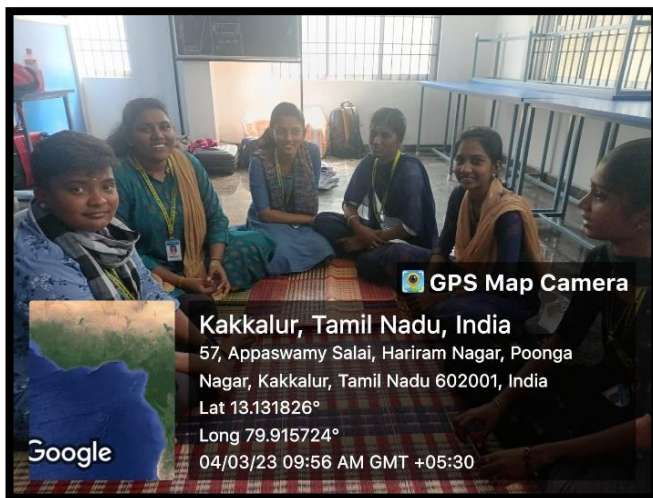 GPS Map Camera
Kakkalur, Tamil Nadu, India
57, Appaswamy Salai, Hariram Nagar, Poonga
Nagar, Kakkalur, Tamil Nadu 602001, India
Lat 13.131826°
Long 79.915724°
04/03/23 09:56 AM GMT +05:30
Google